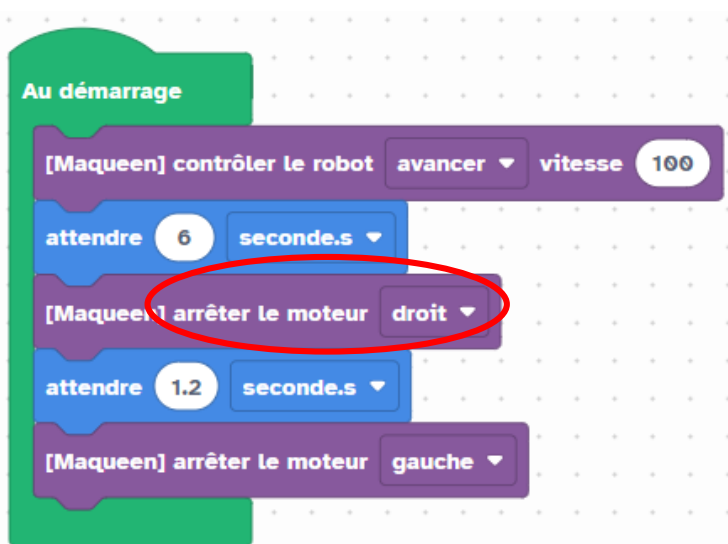 Au démarrage
[Maqueen] contrôler le robot avancer vitesse 100
attendre 6 seconde.s
[Maqueen] arrêter le moteur droit
attendre 1.2 seconde.s
[Maqueen] arrêter le moteur gauche